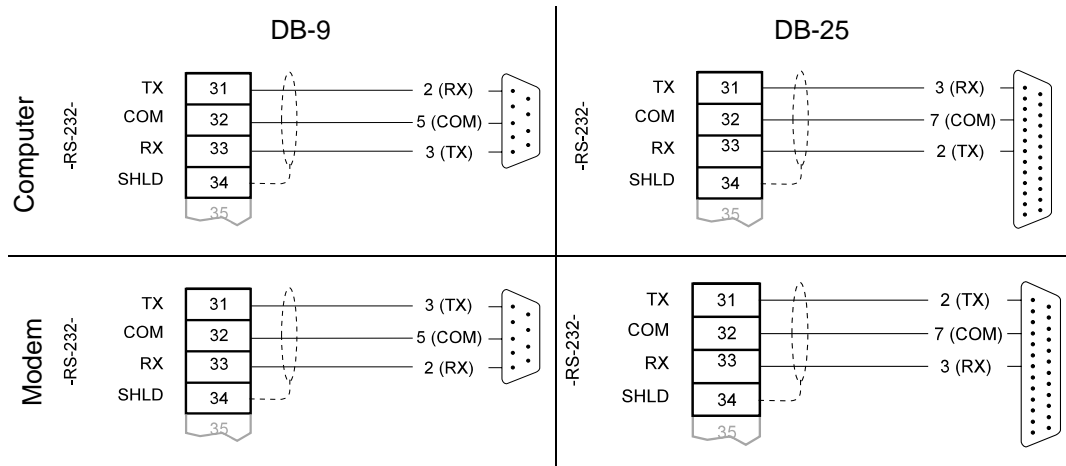 DB-9
DB-25
Computer
-RS-232-
TX 31 2 (RX)
COM 32 5 (COM)
RX 33 3 (TX)
SHLD 34
35
-RS-232-
TX 31 3 (RX)
COM 32 7 (COM)
RX 33 2 (TX)
SHLD 34
35
Modem
-RS-232-
TX 31 3 (TX)
COM 32 5 (COM)
RX 33 2 (RX)
SHLD 34
35
-RS-232-
TX 31 2 (TX)
COM 32 7 (COM)
RX 33 3 (RX)
SHLD 34
35